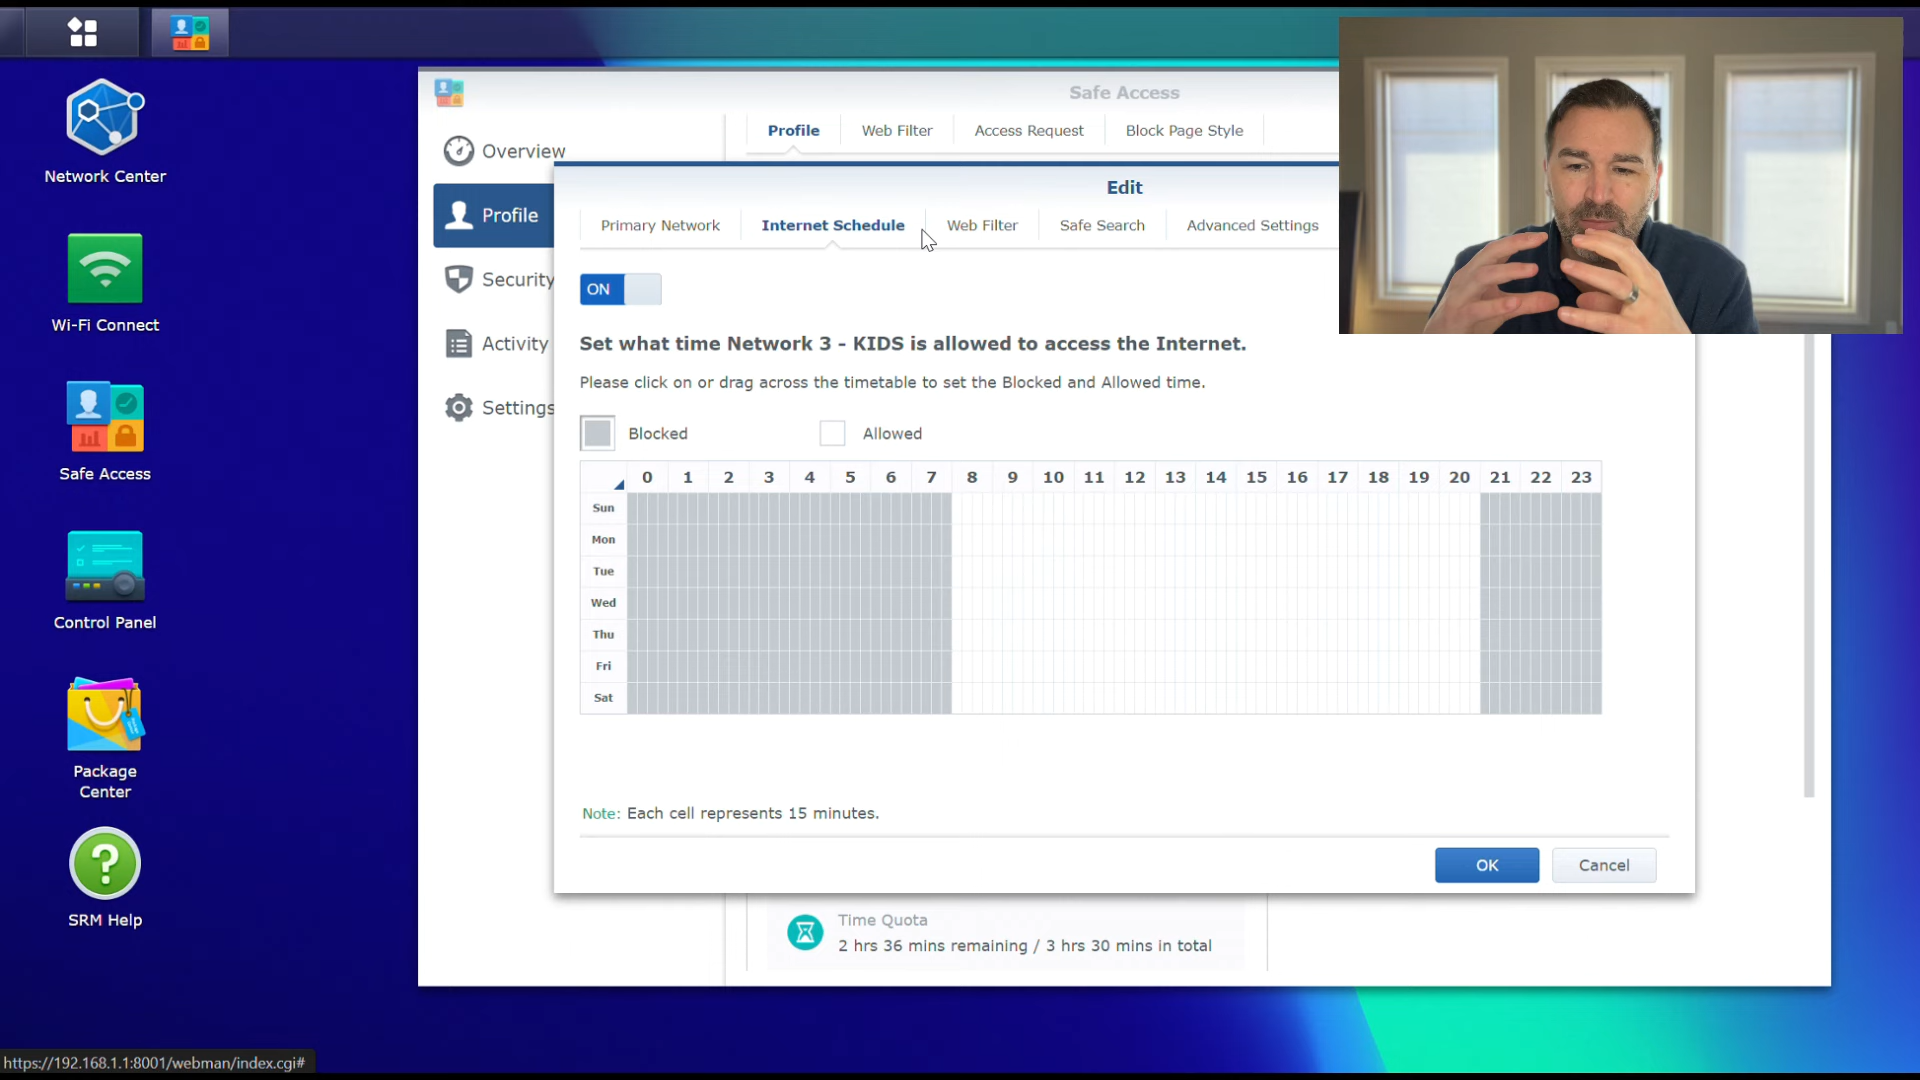 Safe Access
Network Center
Wi-Fi Connect
Safe Access
Control Panel
Package
Center
SRM Help
Overview
Profile
Security
Activity
Settings
Profile
Web Filter
Access Request
Block Page Style
Edit
Primary Network
Internet Schedule
Web Filter
Safe Search
Advanced Settings
ON
Set what time Network 3 - KIDS is allowed to access the Internet.
Please click on or drag across the timetable to set the Blocked and Allowed time.
Blocked
Allowed
0 1 2 3 4 5 6 7 8 9 10 11 12 13 14 15 16 17 18 19 20 21 22 23
Sun
Mon
Tue
Wed
Thu
Fri
Sat
Note: Each cell represents 15 minutes.
OK
Cancel
Time Quota
2 hrs 36 mins remaining / 3 hrs 30 mins in total
https://192.168.1.1:8001/webman/index.cgi#